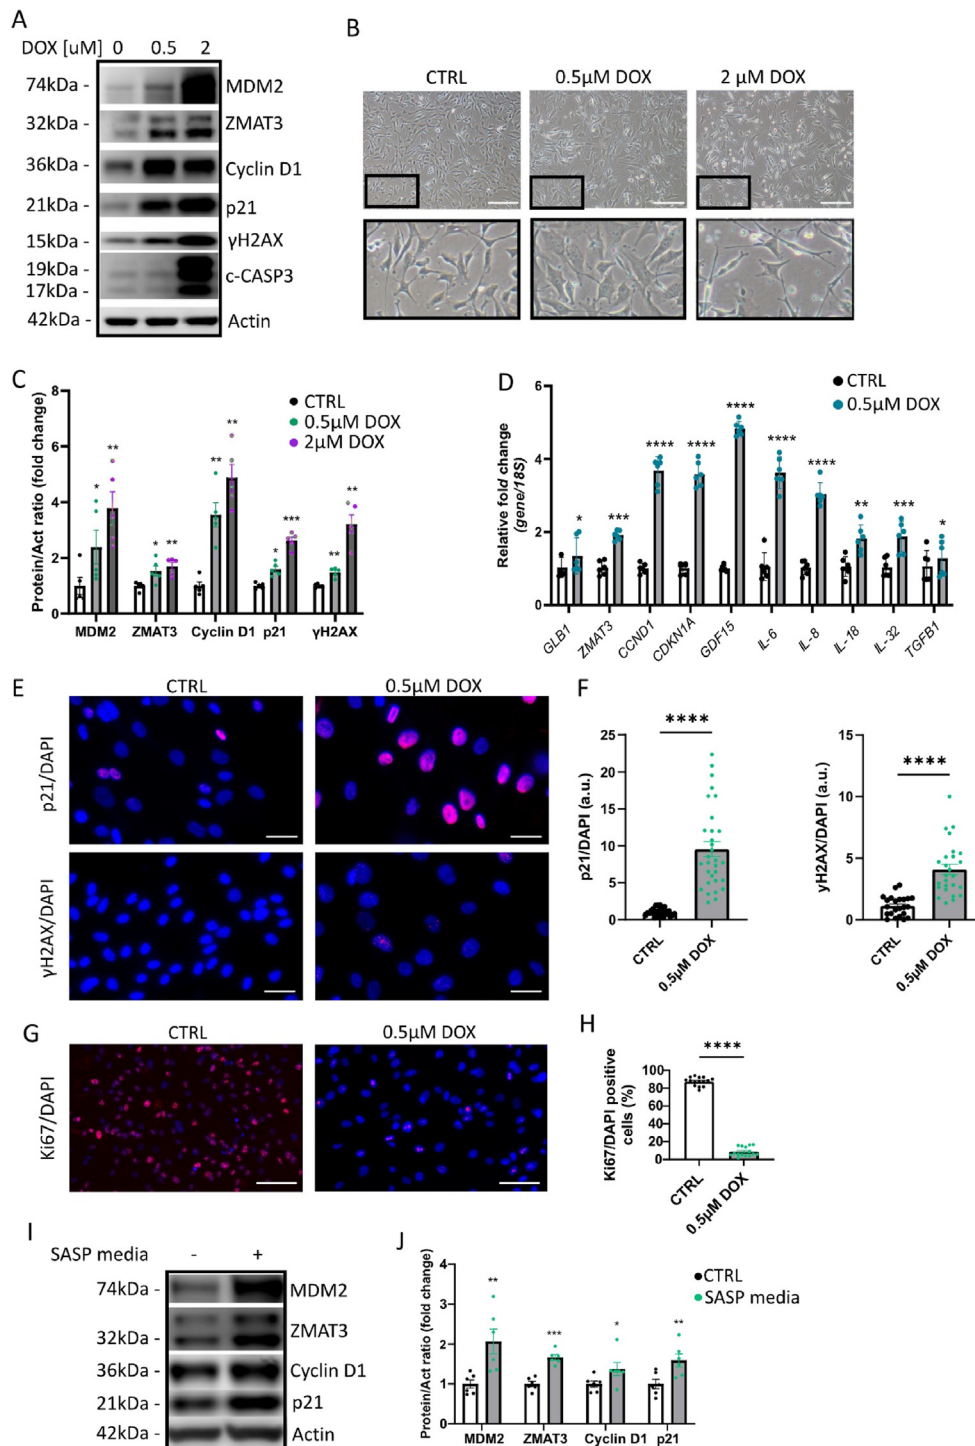 A
DOX [uM] 0 0.5 2
74kDa - MDM2
32kDa - ZMAT3
36kDa - Cyclin D1
21kDa - p21
15kDa - γH2AX
19kDa -
c-CASP3
17kDa -
42kDa - Actin
B
CTRL 0.5µM DOX 2 µM DOX
C
Protein/Act ratio (fold change)
8
6
4
2
0
CTRL
0.5µM DOX
2µM DOX
* ** * ** ** ** * *** ** **
MDM2 ZMAT3 Cyclin D1 p21 γH2AX
D
Relative fold change
(gene/18S)
6
4
2
0
CTRL
0.5µM DOX
* *** **** **** **** **** **** ** *** *
GLB1 ZMAT3 CCND1 CDKN1A GDF15 IL-6 IL-8 IL-18 IL-32 TGFB1
E
CTRL 0.5µM DOX
p21/DAPI
γH2AX/DAPI
F
p21/DAPI (a.u.)
25
20
15
10
5
0
****
CTRL 0.5µM DOX
γH2AX/DAPI (a.u.)
15
10
5
0
****
CTRL 0.5µM DOX
G
CTRL 0.5µM DOX
Ki67/DAPI
H
Ki67/DAPI positive
cells (%)
100
80
60
40
20
0
****
CTRL 0.5µM DOX
I
SASP media - +
74kDa - MDM2
ZMAT3
32kDa -
36kDa - Cyclin D1
21kDa - p21
42kDa - Actin
J
Protein/Act ratio (fold change)
4
3
2
1
0
CTRL
SASP media
** *** * **
MDM2 ZMAT3 Cyclin D1 p21